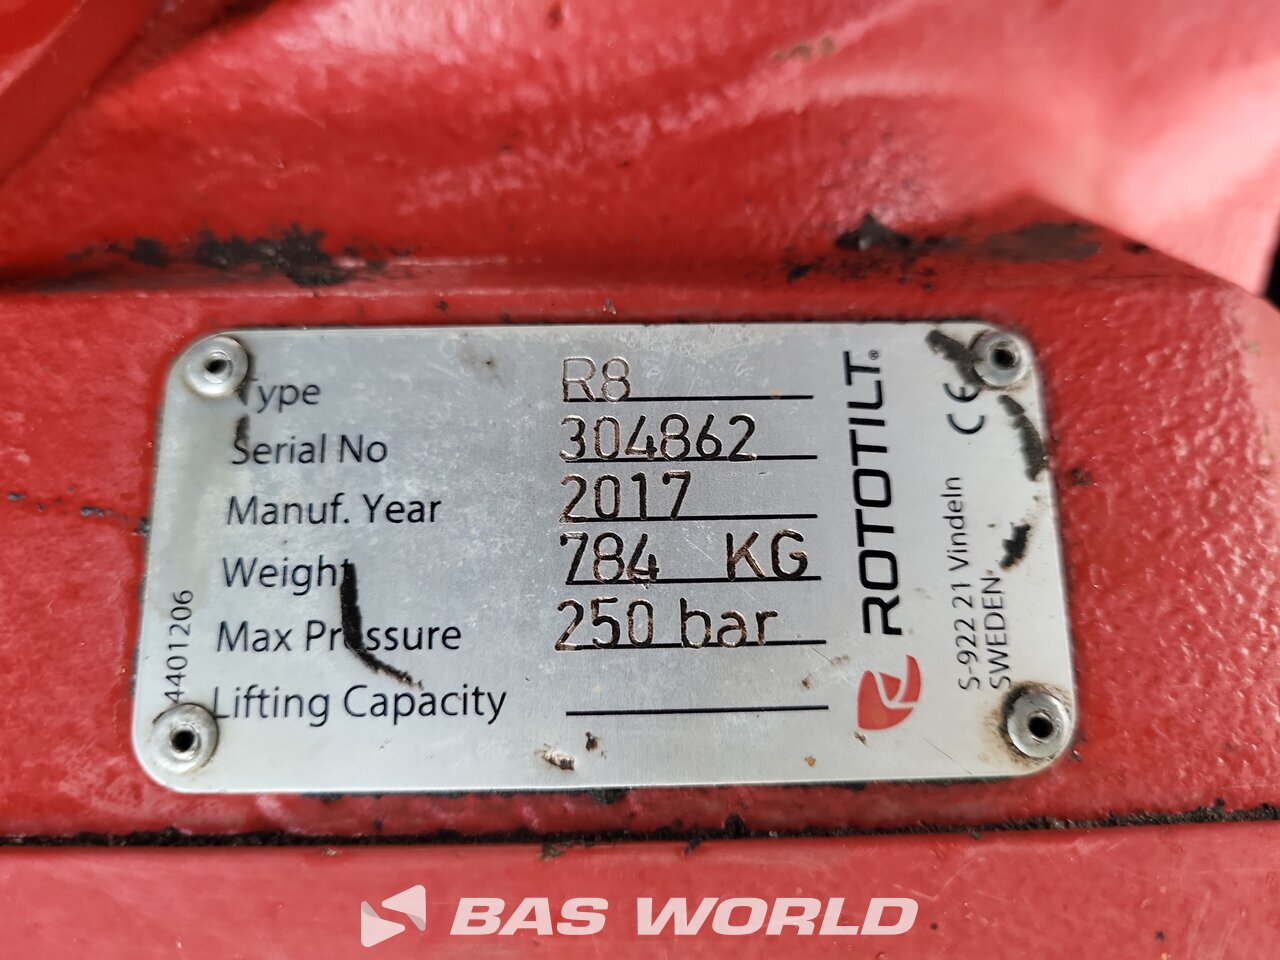 Type R8
Serial No 304862
Manuf. Year 2017
Weight 784 KG
Max Pressure 250 bar
Lifting Capacity
4401206
ROTOTILT®
CE
S-922 21 Vindeln
SWEDEN
BAS WORLD